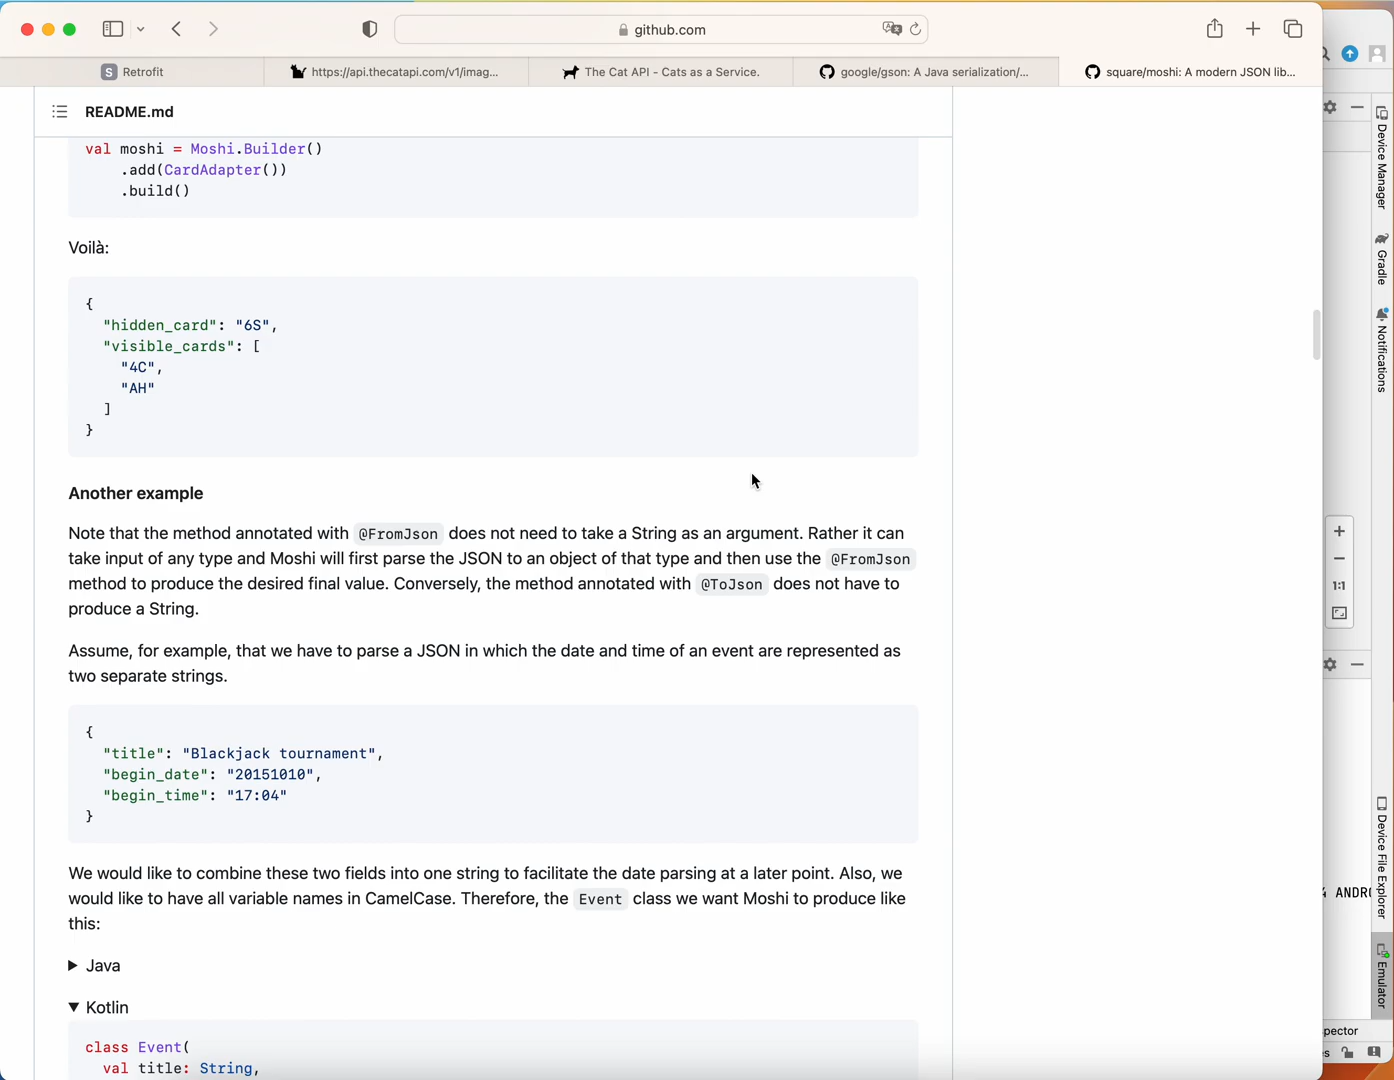 github.com
S Retrofit
https://api.thecatapi.com/v1/imag...
The Cat API - Cats as a Service.
google/gson: A Java serialization/...
square/moshi: A modern JSON lib...
README.md
val moshi = Moshi.Builder()
.add(CardAdapter())
.build()
Voilà:
{
"hidden_card": "6S",
"visible_cards": [
"4C",
"AH"
]
}
Another example
Note that the method annotated with @FromJson does not need to take a String as an argument. Rather it can
take input of any type and Moshi will first parse the JSON to an object of that type and then use the @FromJson
method to produce the desired final value. Conversely, the method annotated with @ToJson does not have to
produce a String.
Assume, for example, that we have to parse a JSON in which the date and time of an event are represented as
two separate strings.
{
"title": "Blackjack tournament",
"begin_date": "20151010",
"begin_time": "17:04"
}
We would like to combine these two fields into one string to facilitate the date parsing at a later point. Also, we
would like to have all variable names in CamelCase. Therefore, the Event class we want Moshi to produce like
this:
Java
Kotlin
class Event(
val title: String,
Device Manager
Gradle
Notifications
1:1
Device File Explorer
4 ANDR
Emulator
pector
s